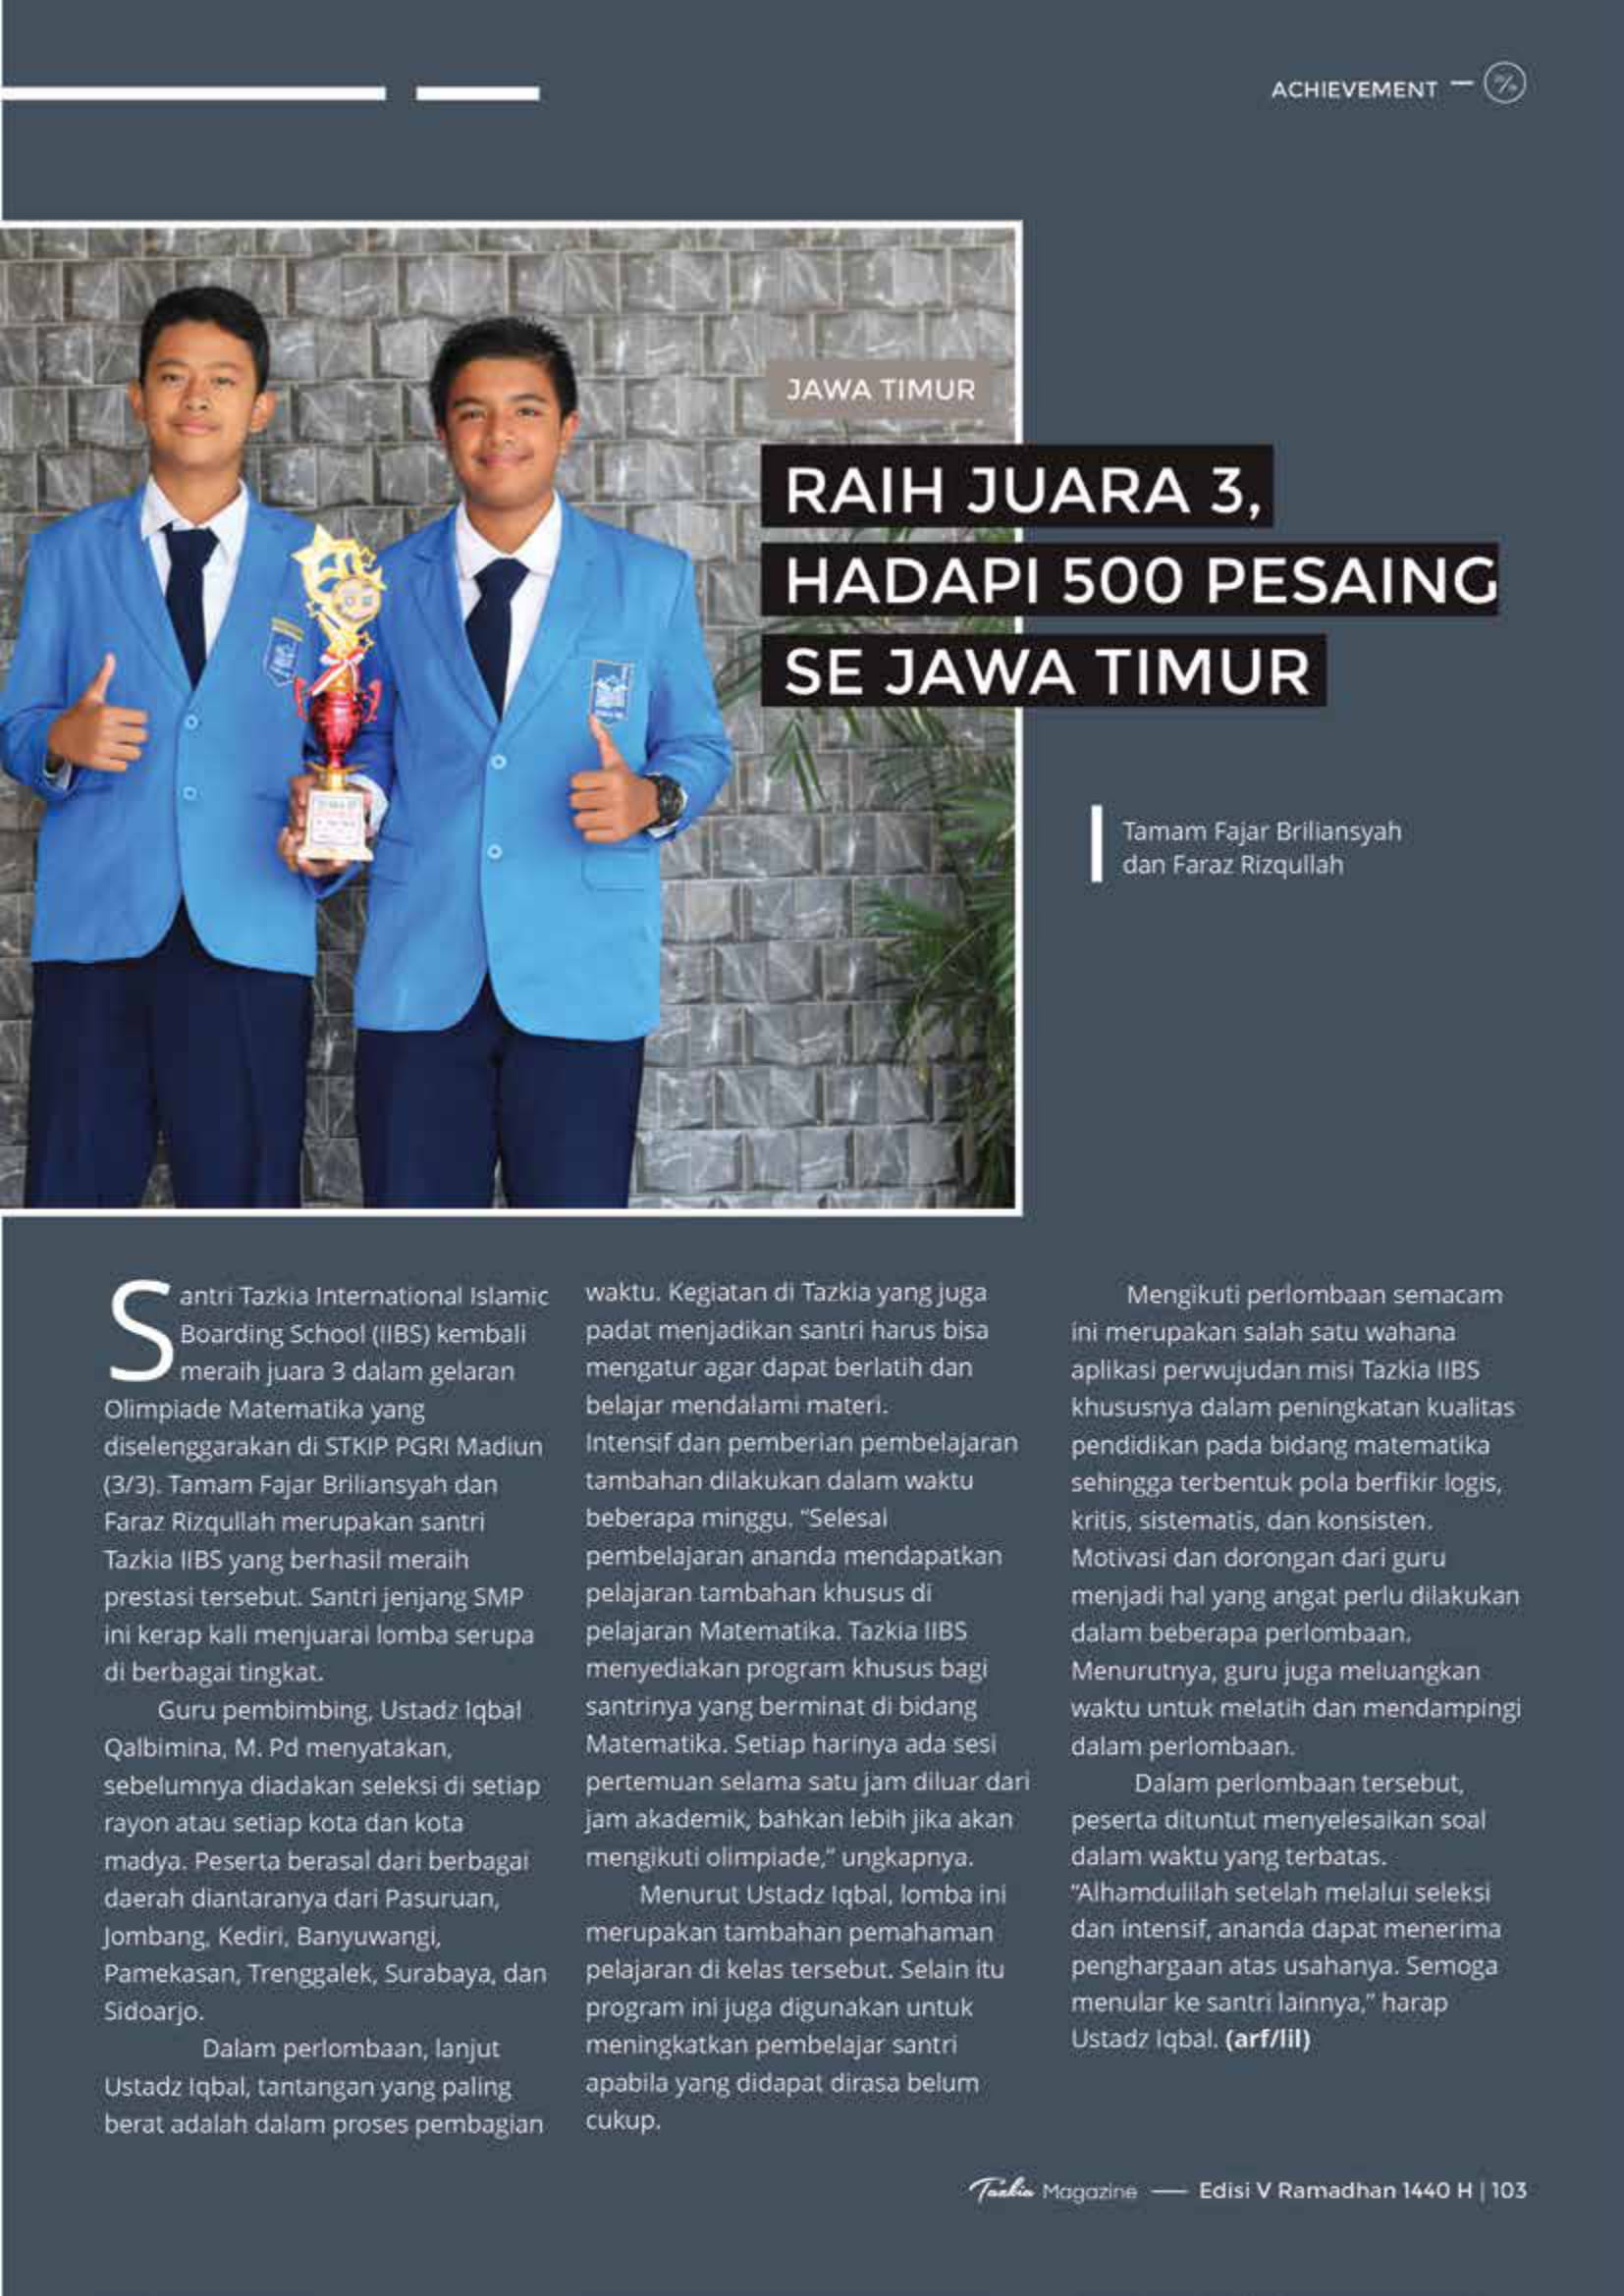 ACHIEVEMENT
JAWA TIMUR
RAIH JUARA 3,
HADAPI 500 PESAING
SE JAWA TIMUR
Tamam Fajar Briliansyah
dan Faraz Rizqullah
Santri Tazkia International Islamic
Boarding School (IIBS) kembali
meraih juara 3 dalam gelaran
Olimpiade Matematika yang
diselenggarakan di STKIP PGRI Madiun
(3/3). Tamam Fajar Briliansyah dan
Faraz Rizqullah merupakan santri
Tazkia IIBS yang berhasil meraih
prestasi tersebut. Santri jenjang SMP
ini kerap kali menjuarai lomba serupa
di berbagai tingkat.
Guru pembimbing, Ustadz Iqbal
Qalbimina, M. Pd menyatakan,
sebelumnya diadakan seleksi di setiap
rayon atau setiap kota dan kota
madya. Peserta berasal dari berbagai
daerah diantaranya dari Pasuruan,
Jombang, Kediri, Banyuwangi,
Pamekasan, Trenggalek, Surabaya, dan
Sidoarjo.
Dalam perlombaan, lanjut
Ustadz Iqbal, tantangan yang paling
berat adalah dalam proses pembagian
waktu. Kegiatan di Tazkia yang juga
padat menjadikan santri harus bisa
mengatur agar dapat berlatih dan
belajar mendalami materi.
Intensif dan pemberian pembelajaran
tambahan dilakukan dalam waktu
beberapa minggu. "Selesai
pembelajaran ananda mendapatkan
pelajaran tambahan khusus di
pelajaran Matematika. Tazkia IIBS
menyediakan program khusus bagi
santrinya yang berminat di bidang
Matematika. Setiap harinya ada sesi
pertemuan selama satu jam diluar dari
jam akademik, bahkan lebih jika akan
mengikuti olimpiade," ungkapnya.
Menurut Ustadz Iqbal, lomba ini
merupakan tambahan pemahaman
pelajaran di kelas tersebut. Selain itu
program ini juga digunakan untuk
meningkatkan pembelajar santri
apabila yang didapat dirasa belum
cukup.
Mengikuti perlombaan semacam
ini merupakan salah satu wahana
aplikasi perwujudan misi Tazkia IIBS
khususnya dalam peningkatan kualitas
pendidikan pada bidang matematika
sehingga terbentuk pola berfikir logis,
kritis, sistematis, dan konsisten.
Motivasi dan dorongan dari guru
menjadi hal yang angat perlu dilakukan
dalam beberapa perlombaan.
Menurutnya, guru juga meluangkan
waktu untuk melatih dan mendampingi
dalam perlombaan.
Dalam perlombaan tersebut,
peserta dituntut menyelesaikan soal
dalam waktu yang terbatas.
"Alhamdulilah setelah melalui seleksi
dan intensif, ananda dapat menerima
penghargaan atas usahanya. Semoga
menular ke santri lainnya," harap
Ustadz Iqbal. (arf/lil)
Tazkia Magazine — Edisi V Ramadhan 1440 H | 103